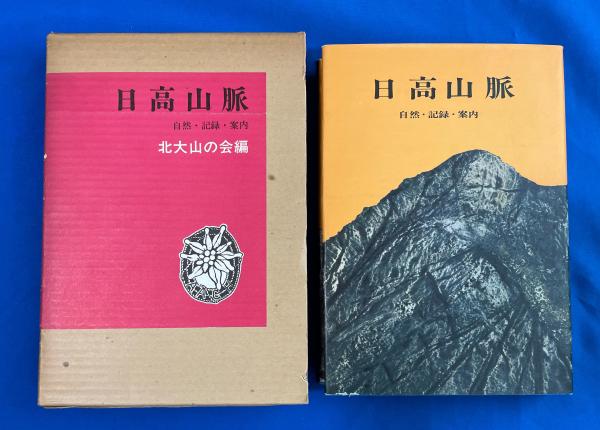 日高山脈
自然・記録・案内
北大山の会編
日高山脈
自然・記録・案内